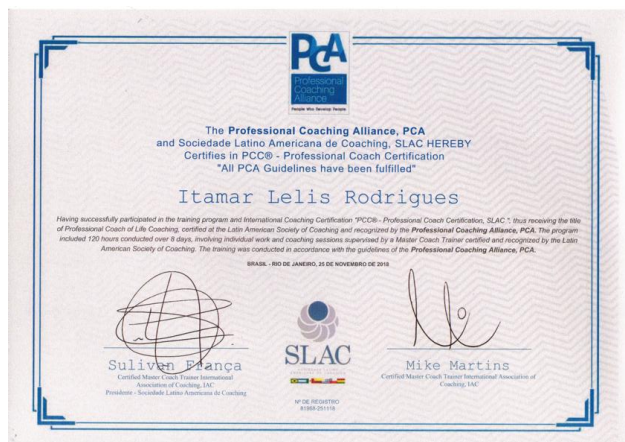 PCA
Professional
Coaching
Alliance
People Who Develop People
The Professional Coaching Alliance, PCA
and Sociedade Latino Americana de Coaching, SLAC HEREBY
Certifies in PCC® - Professional Coach Certification
"All PCA Guidelines have been fulfilled"
Itamar Lelis Rodrigues
Having successfully participated in the training program and International Coaching Certification "PCC® - Professional Coach Certification, SLAC ", thus receiving the title
of Professional Coach of Life Coaching, certified at the Latin American Society of Coaching and recognized by the Professional Coaching Alliance, PCA. The program
included 120 hours conducted over 8 days, involving individual work and coaching sessions supervised by a Master Coach Trainer certified and recognized by the Latin
American Society of Coaching. The training was conducted in accordance with the guidelines of the Professional Coaching Alliance, PCA.
BRASIL - RIO DE JANEIRO, 25 DE NOVEMBRO DE 2018
Sulivan França
Certified Master Coach Trainer International
Association of Coaching, IAC
Presidente - Sociedade Latino Americana de Coaching
SLAC
Mike Martins
Certified Master Coach Trainer International Association of
Coaching, IAC
Nº DE REGISTRO